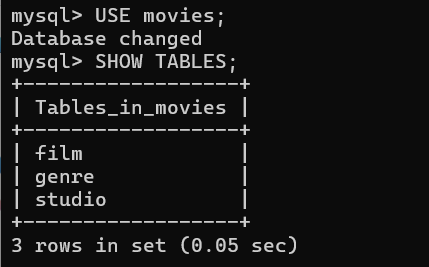 mysql> USE movies;
Database changed
mysql> SHOW TABLES;
+------------------+
| Tables_in_movies |
+------------------+
| film             |
| genre            |
| studio           |
+------------------+
3 rows in set (0.05 sec)